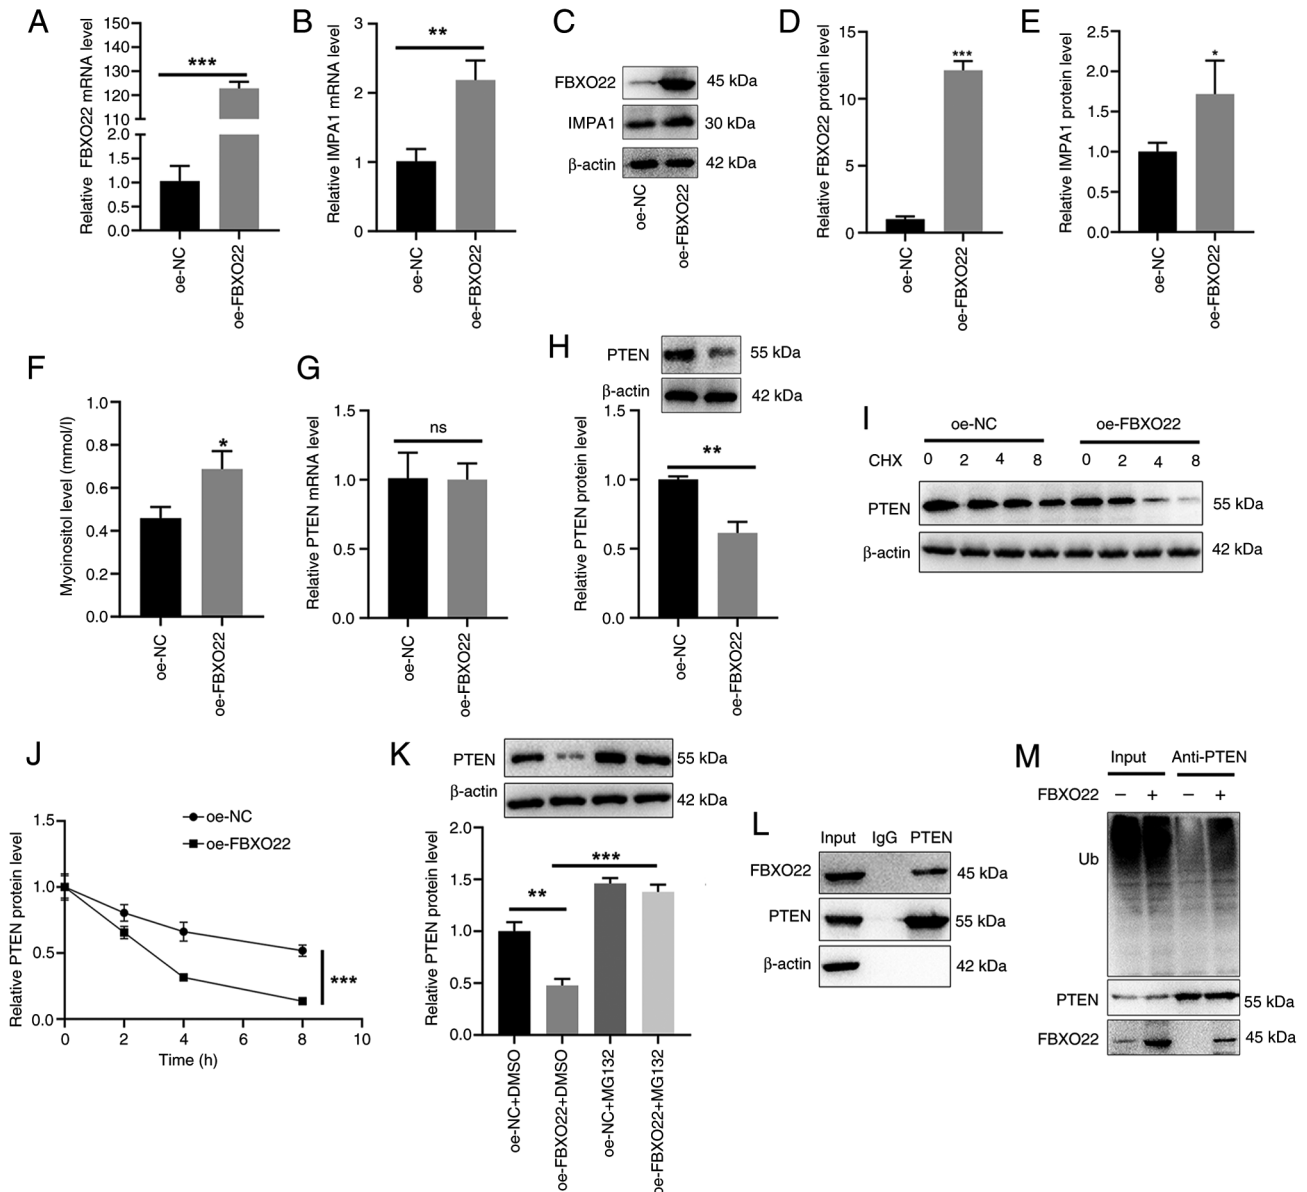 A
Relative FBXO22 mRNA level
150
140
130
120
110
2.0
1.5
1.0
0.5
0.0
***
oe-NC
oe-FBXO22
B
Relative IMPA1 mRNA level
3
2
1
0
**
oe-NC
oe-FBXO22
C
FBXO22
45 kDa
IMPA1
30 kDa
β-actin
42 kDa
oe-NC
oe-FBXO22
D
Relative FBXO22 protein level
15
10
5
0
***
oe-NC
oe-FBXO22
E
Relative IMPA1 protein level
2.5
2.0
1.5
1.0
0.5
0.0
*
oe-NC
oe-FBXO22
F
Myoinositol level (mmol/l)
1.0
0.8
0.6
0.4
0.2
0.0
*
oe-NC
oe-FBXO22
G
Relative PTEN mRNA level
1.5
1.0
0.5
0.0
ns
oe-NC
oe-FBXO22
H
PTEN
55 kDa
β-actin
42 kDa
Relative PTEN protein level
1.5
1.0
0.5
0.0
**
oe-NC
oe-FBXO22
I
oe-NC oe-FBXO22
CHX 0 2 4 8 0 2 4 8
PTEN
55 kDa
β-actin
42 kDa
J
Relative PTEN protein level
1.5
1.0
0.5
0.0
oe-NC
oe-FBXO22
***
0 2 4 6 8 10
Time (h)
K
PTEN
55 kDa
β-actin
42 kDa
Relative PTEN protein level
2.0
1.5
1.0
0.5
0.0
**
***
oe-NC+DMSO
oe-FBXO22+DMSO
oe-NC+MG132
oe-FBXO22+MG132
L
Input IgG PTEN
FBXO22
45 kDa
PTEN
55 kDa
β-actin
42 kDa
M
Input Anti-PTEN
FBXO22 − + − +
Ub
PTEN
55 kDa
FBXO22
45 kDa